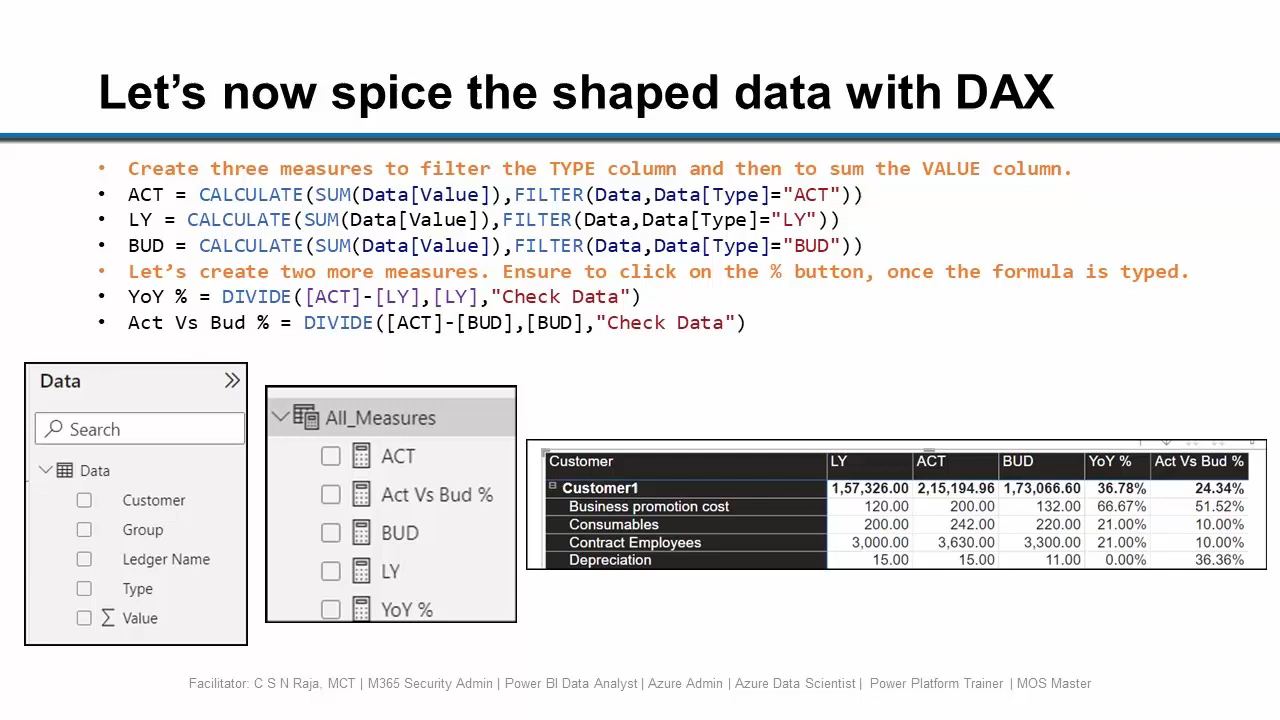 Let’s now spice the shaped data with DAX
• Create three measures to filter the TYPE column and then to sum the VALUE column.
• ACT = CALCULATE(SUM(Data[Value]),FILTER(Data,Data[Type]="ACT"))
• LY = CALCULATE(SUM(Data[Value]),FILTER(Data,Data[Type]="LY"))
• BUD = CALCULATE(SUM(Data[Value]),FILTER(Data,Data[Type]="BUD"))
• Let’s create two more measures. Ensure to click on the % button, once the formula is typed.
• YoY % = DIVIDE([ACT]-[LY],[LY],"Check Data")
• Act Vs Bud % = DIVIDE([ACT]-[BUD],[BUD],"Check Data")
Data
Search
Data
Customer
Group
Ledger Name
Type
Value
All_Measures
ACT
Act Vs Bud %
BUD
LY
YoY %
Customer LY ACT BUD YoY % Act Vs Bud %
Customer1 1,57,326.00 2,15,194.96 1,73,066.60 36.78% 24.34%
Business promotion cost 120.00 200.00 132.00 66.67% 51.52%
Consumables 200.00 242.00 220.00 21.00% 10.00%
Contract Employees 3,000.00 3,630.00 3,300.00 21.00% 10.00%
Depreciation 15.00 15.00 11.00 0.00% 36.36%
Facilitator: C S N Raja, MCT | M365 Security Admin | Power BI Data Analyst | Azure Admin | Azure Data Scientist | Power Platform Trainer | MOS Master